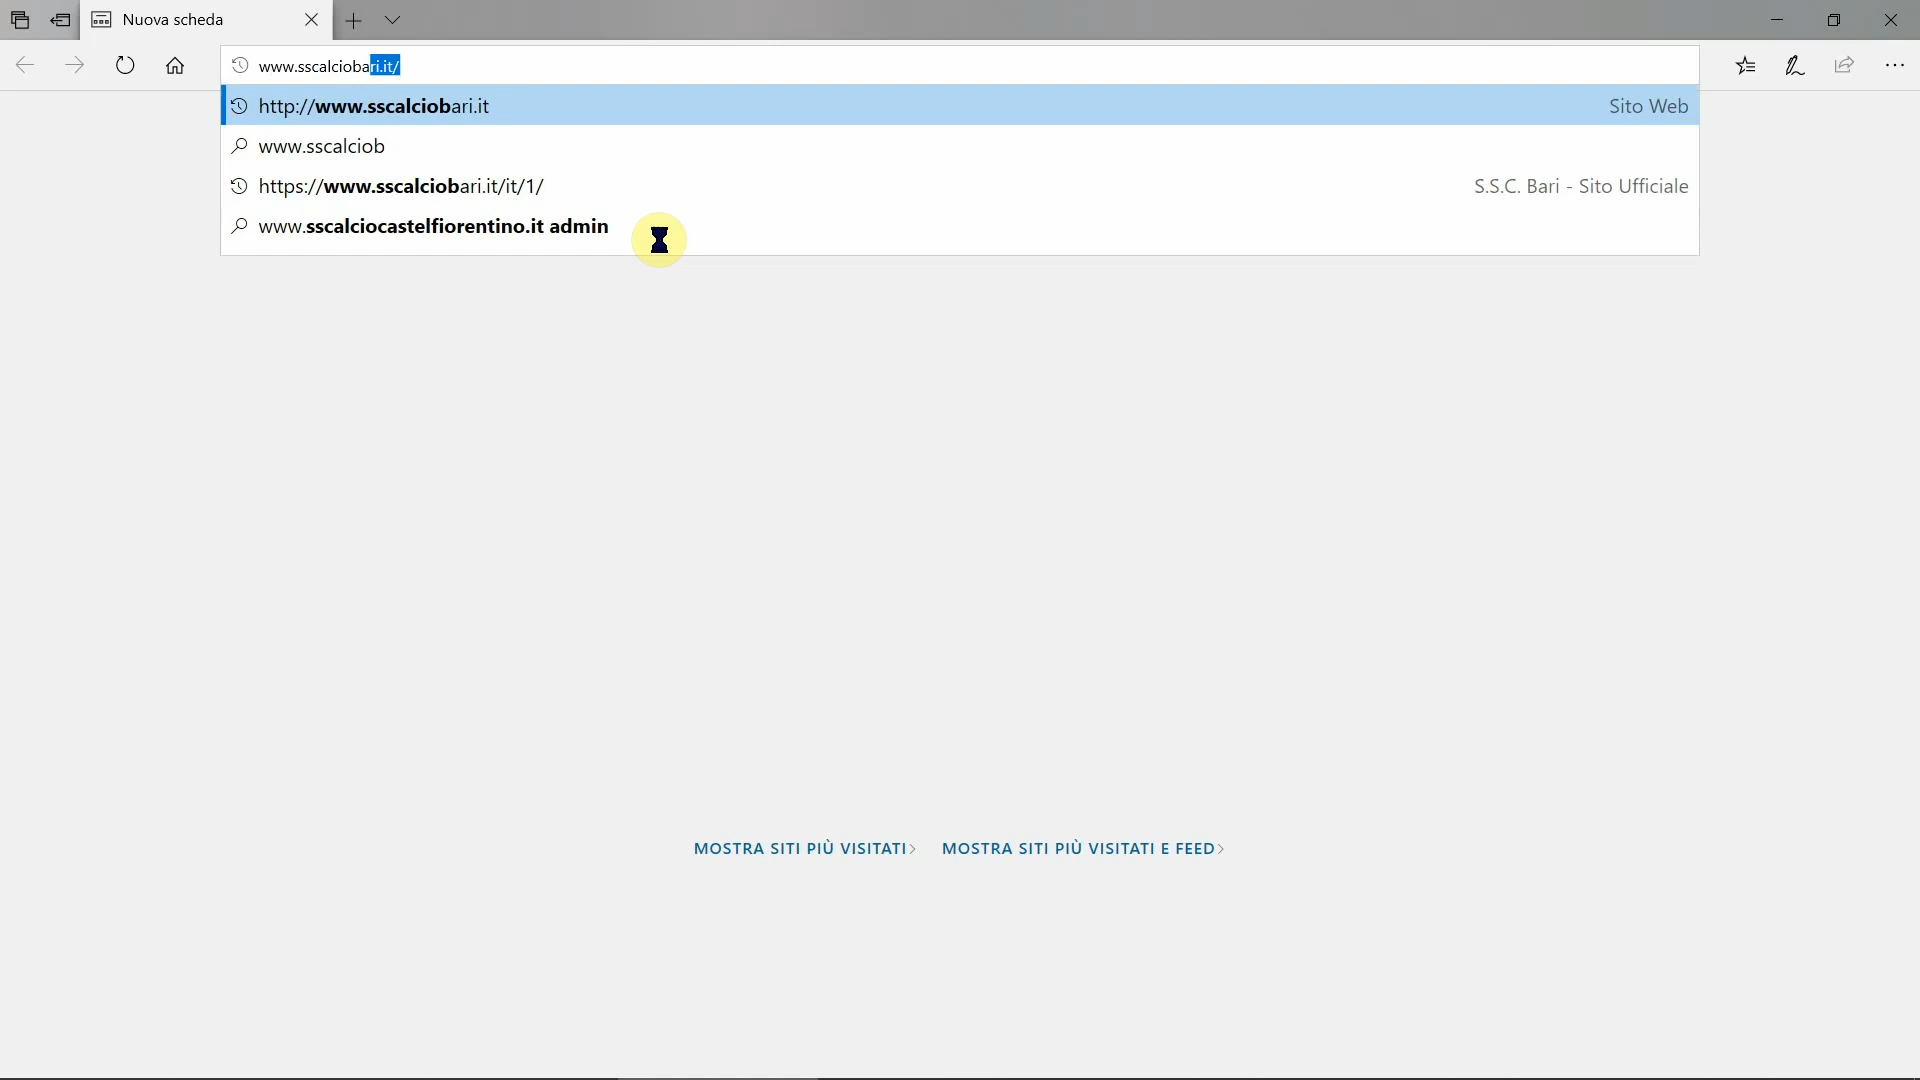 Nuova scheda
www.sscalciobari.it/
http://www.sscalciobari.it Sito Web
www.sscalciob
https://www.sscalciobari.it/it/1/ S.S.C. Bari - Sito Ufficiale
www.sscalciocastelfiorentino.it admin
MOSTRA SITI PIÙ VISITATI MOSTRA SITI PIÙ VISITATI E FEED